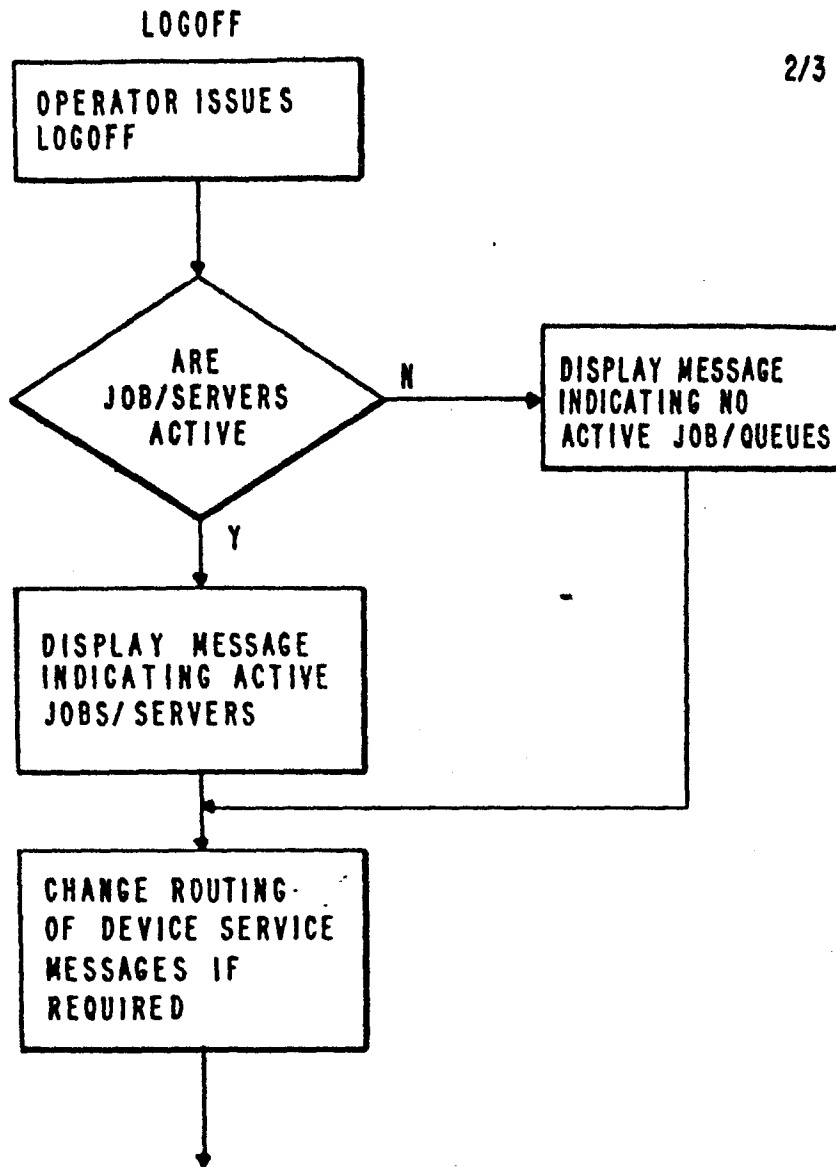 LOGOFF
2/3
OPERATOR ISSUES
LOGOFF
ARE
JOB/SERVERS
ACTIVE
N
DISPLAY MESSAGE
INDICATING NO
ACTIVE JOB/QUEUES
Y
DISPLAY MESSAGE
INDICATING ACTIVE
JOBS/SERVERS
CHANGE ROUTING
OF DEVICE SERVICE
MESSAGES IF
REQUIRED